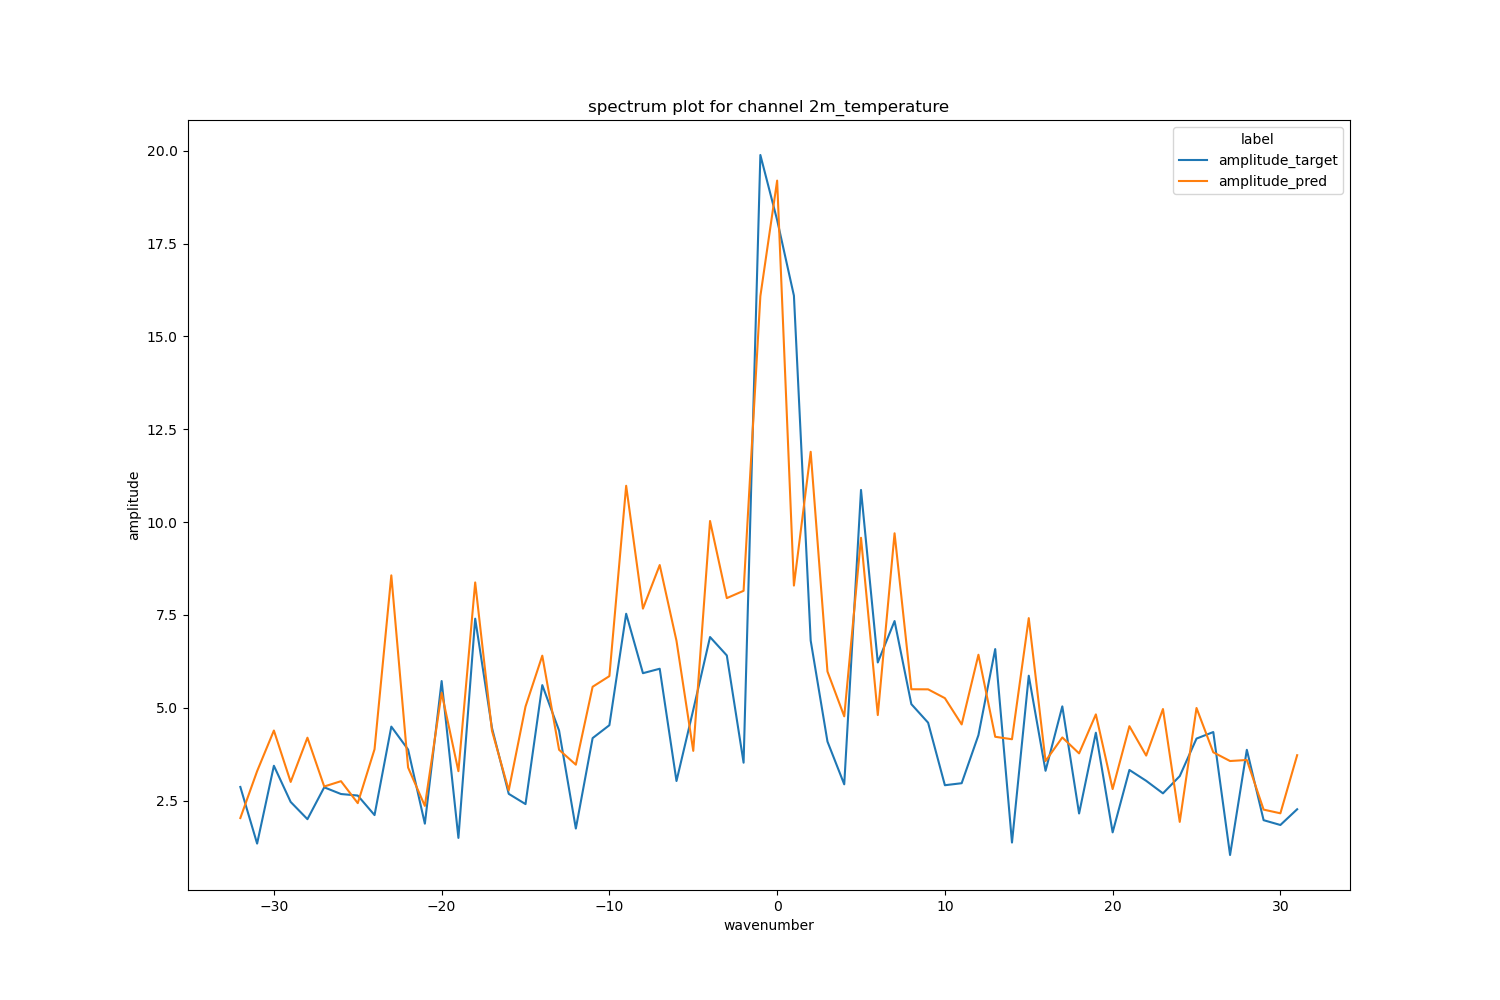 spectrum plot for channel 2m_temperature
label
amplitude_target
amplitude_pred
20.0
17.5
15.0
12.5
10.0
7.5
5.0
2.5
amplitude
−30
−20
−10
0
10
20
30
wavenumber